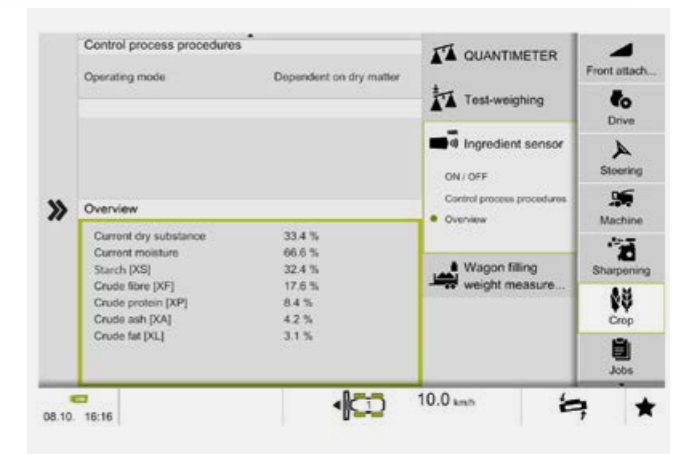 Control process procedures
Operating mode Dependent on dry matter
Overview
Current dry substance 33.4 %
Current moisture 66.6 %
Starch [XS] 32.4 %
Crude fibre [XF] 17.6 %
Crude protein [XP] 8.4 %
Crude ash [XA] 4.2 %
Crude fat [XL] 3.1 %
QUANTIMETER
Test-weighing
Ingredient sensor
ON / OFF
Control process procedures
Overview
Wagon filling
weight measure...
Front attach...
Drive
Steering
Machine
Sharpening
Crop
Jobs
08.10. 16:16
1
10.0 km/h